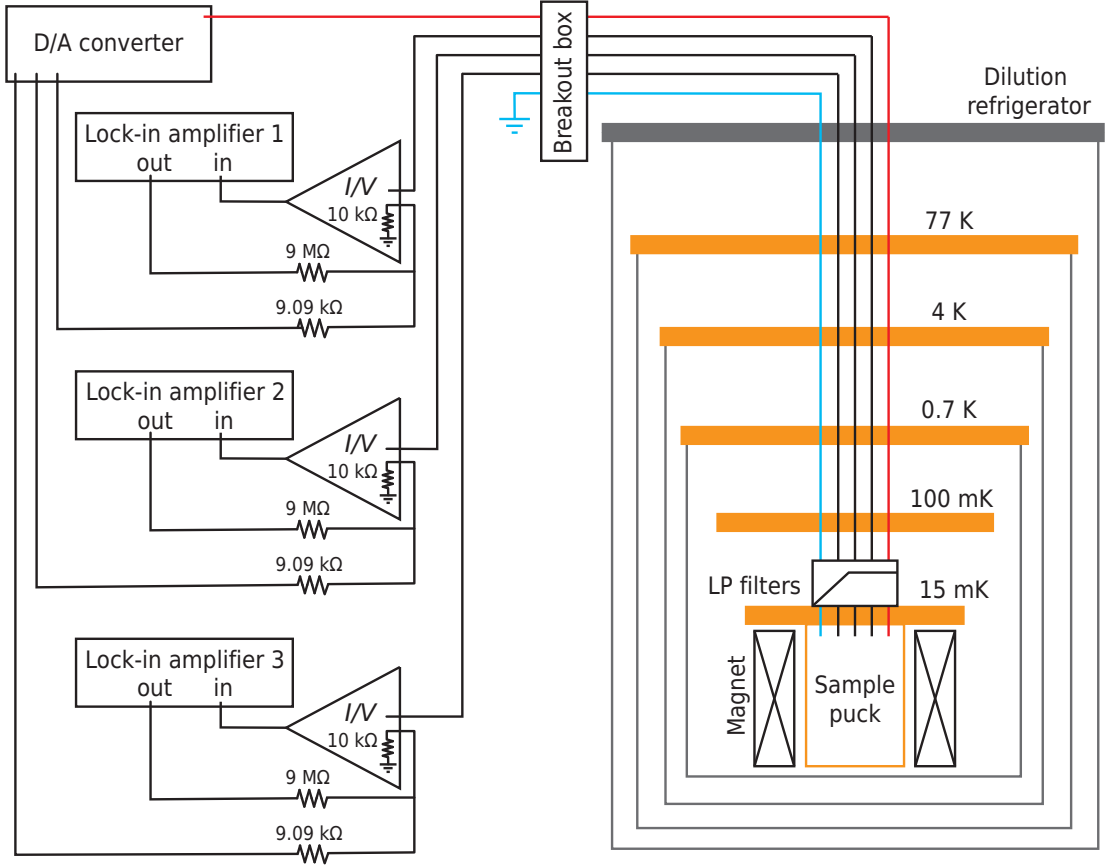 D/A converter
Breakout box
Dilution
refrigerator
Lock-in amplifier 1
out in
I/V
10 kΩ
9 MΩ
9.09 kΩ
Lock-in amplifier 2
out in
I/V
10 kΩ
9 MΩ
9.09 kΩ
Lock-in amplifier 3
out in
I/V
10 kΩ
9 MΩ
9.09 kΩ
77 K
4 K
0.7 K
100 mK
LP filters
15 mK
Magnet
Sample
puck